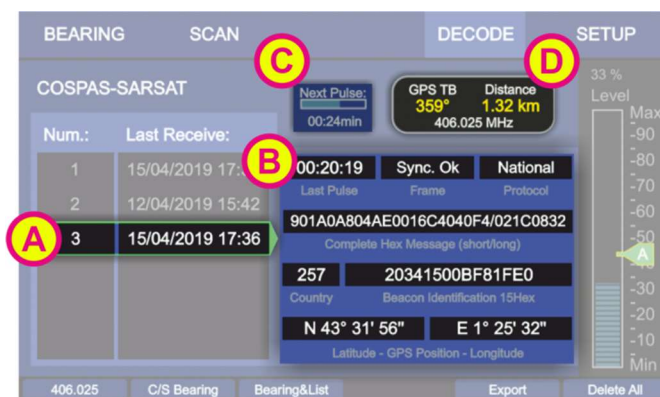 BEARING SCAN DECODE SETUP
C D
COSPAS-SARSAT
Next Pulse:
00:24min
GPS TB Distance
359° 1.32 km
406.025 MHz
33 %
Level
Num.: Last Receive:
1 15/04/2019 17:
2 12/04/2019 15:42
A 3 15/04/2019 17:36
B 00:20:19 Sync. Ok National
Last Pulse Frame Protocol
901A0A804AE0016C4040F4/021C0832
Complete Hex Message (short/long)
257 20341500BF81FE0
Country Beacon Identification 15Hex
N 43° 31' 56" E 1° 25' 32"
Latitude - GPS Position - Longitude
Max
-90
-80
-70
-60
-50
A
-30
-20
-10
Min
406.025 C/S Bearing Bearing&List Export Delete All